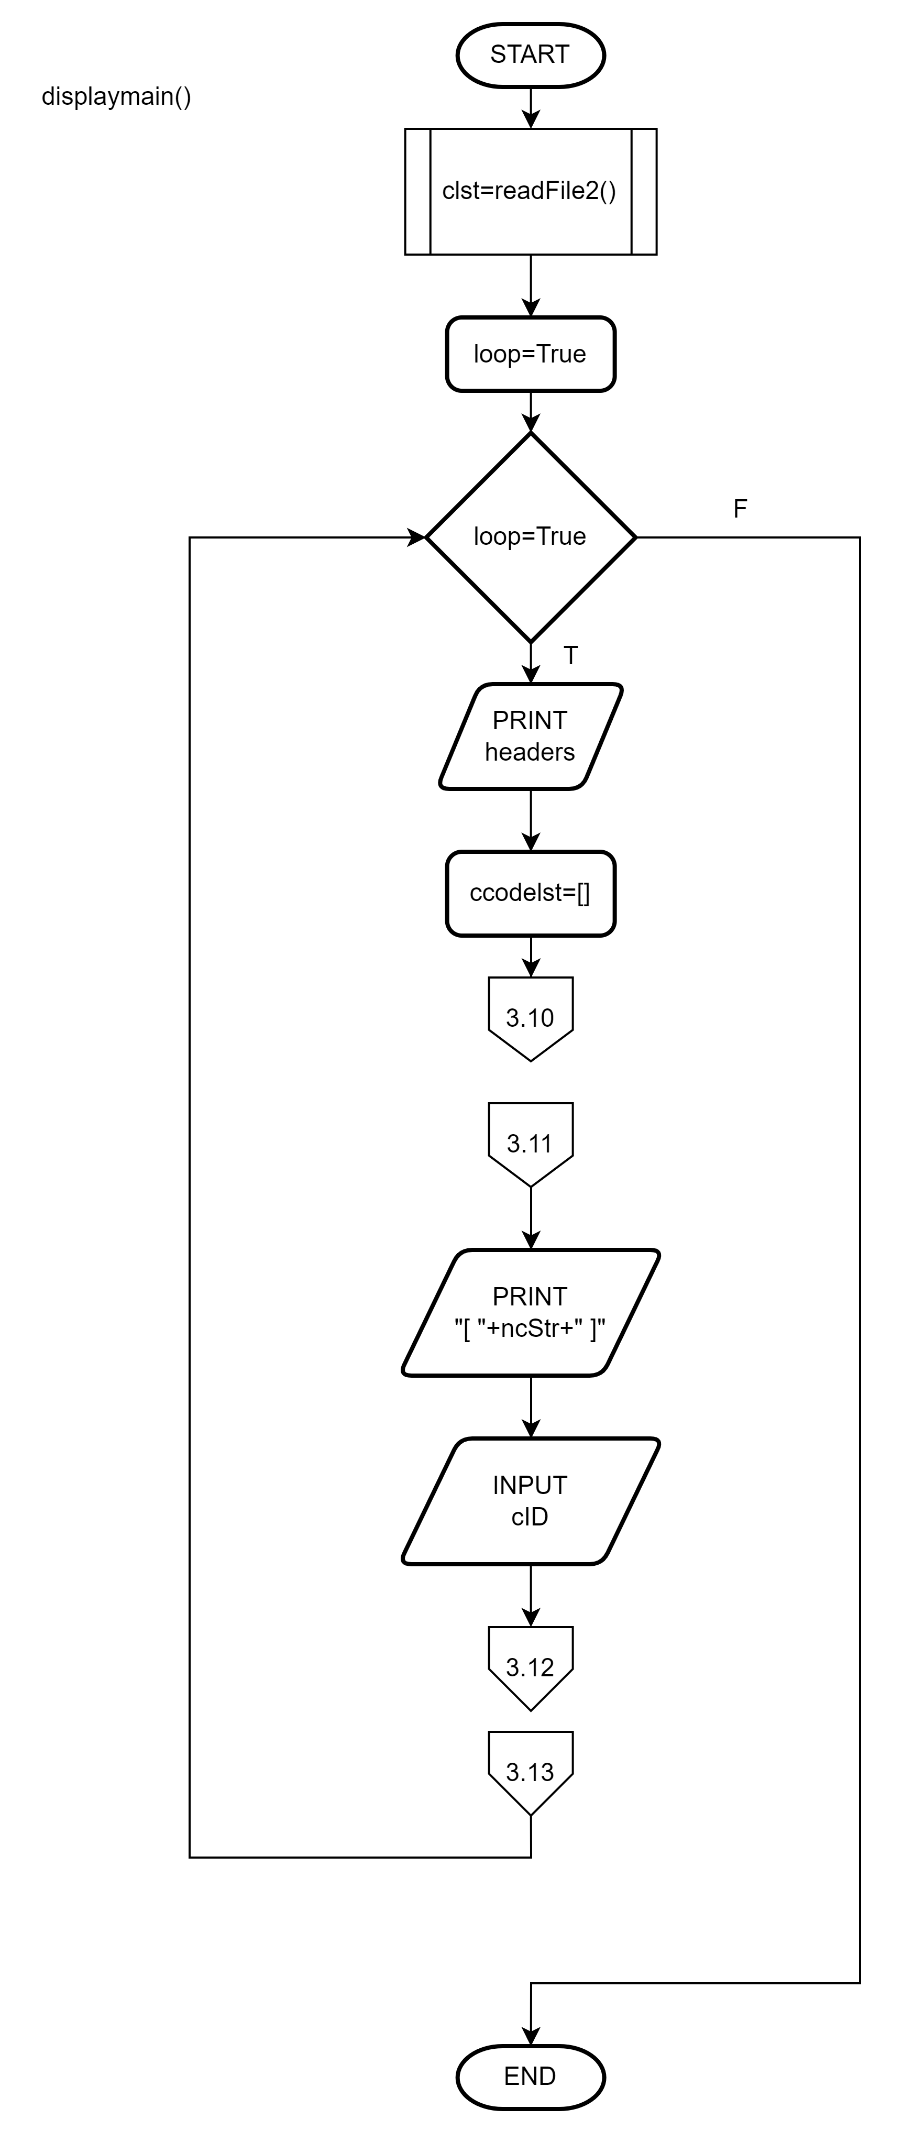 START
displaymain()
clst=readFile2()
loop=True
loop=True
F
T
PRINT
headers
ccodelst=[]
3.10
3.11
PRINT
"[ "+ncStr+" ]"
INPUT
cID
3.12
3.13
END